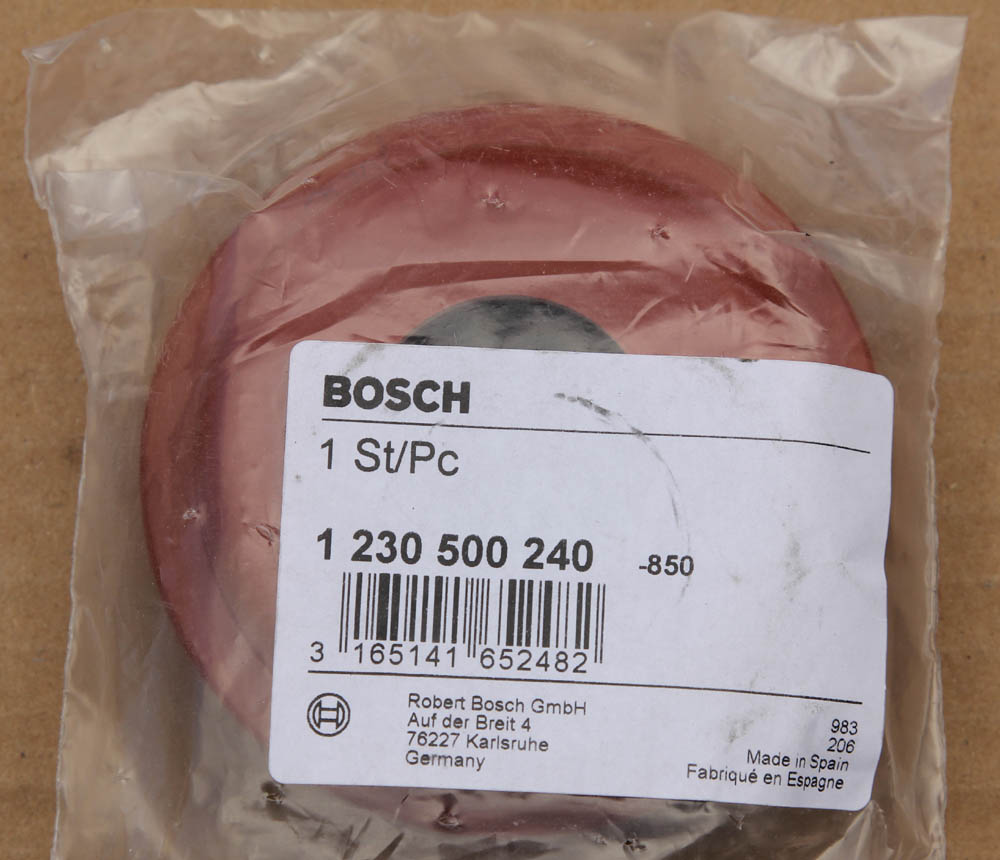 BOSCH
1 St/Pc
1 230 500 240 -850
3 165141 652482
Robert Bosch GmbH
Auf der Breit 4
76227 Karlsruhe
Germany
983
206
Made in Spain
Fabriqué en Espagne